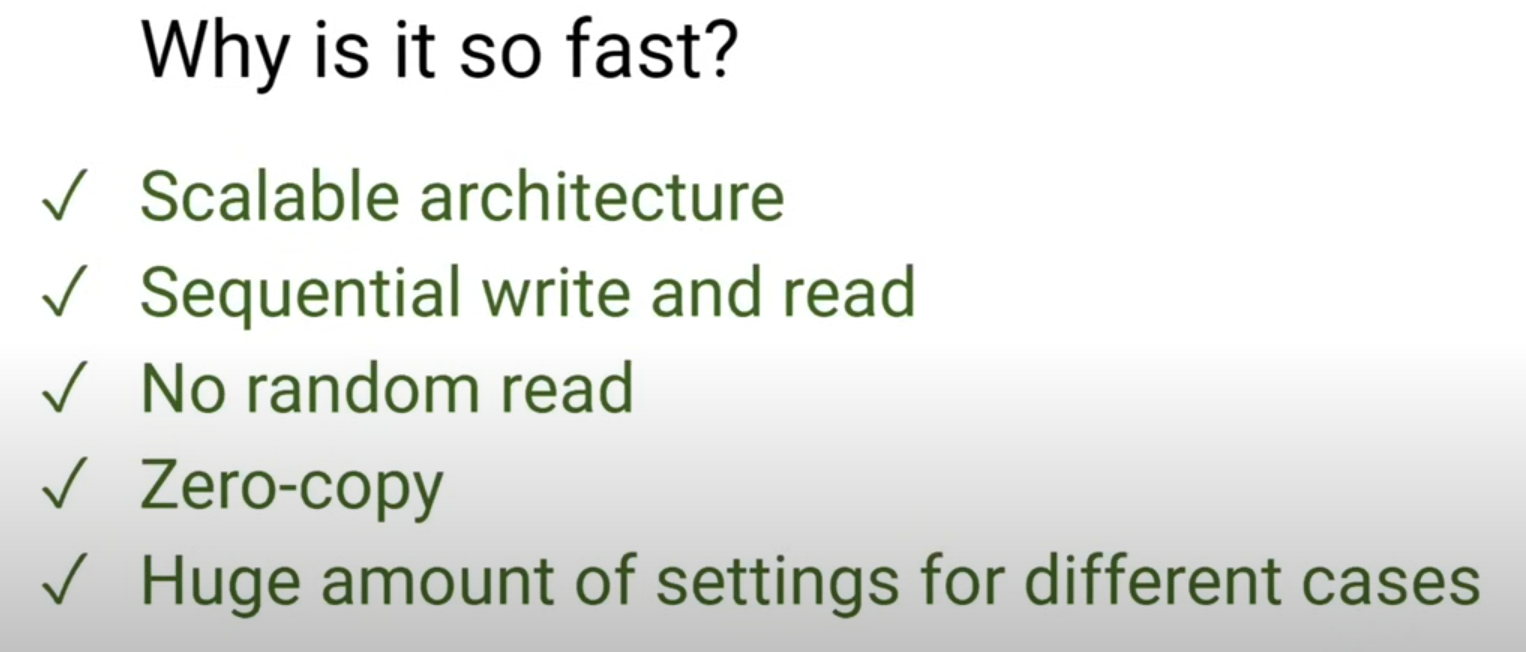 Why is it so fast?
✓ Scalable architecture
✓ Sequential write and read
✓ No random read
✓ Zero-copy
✓ Huge amount of settings for different cases